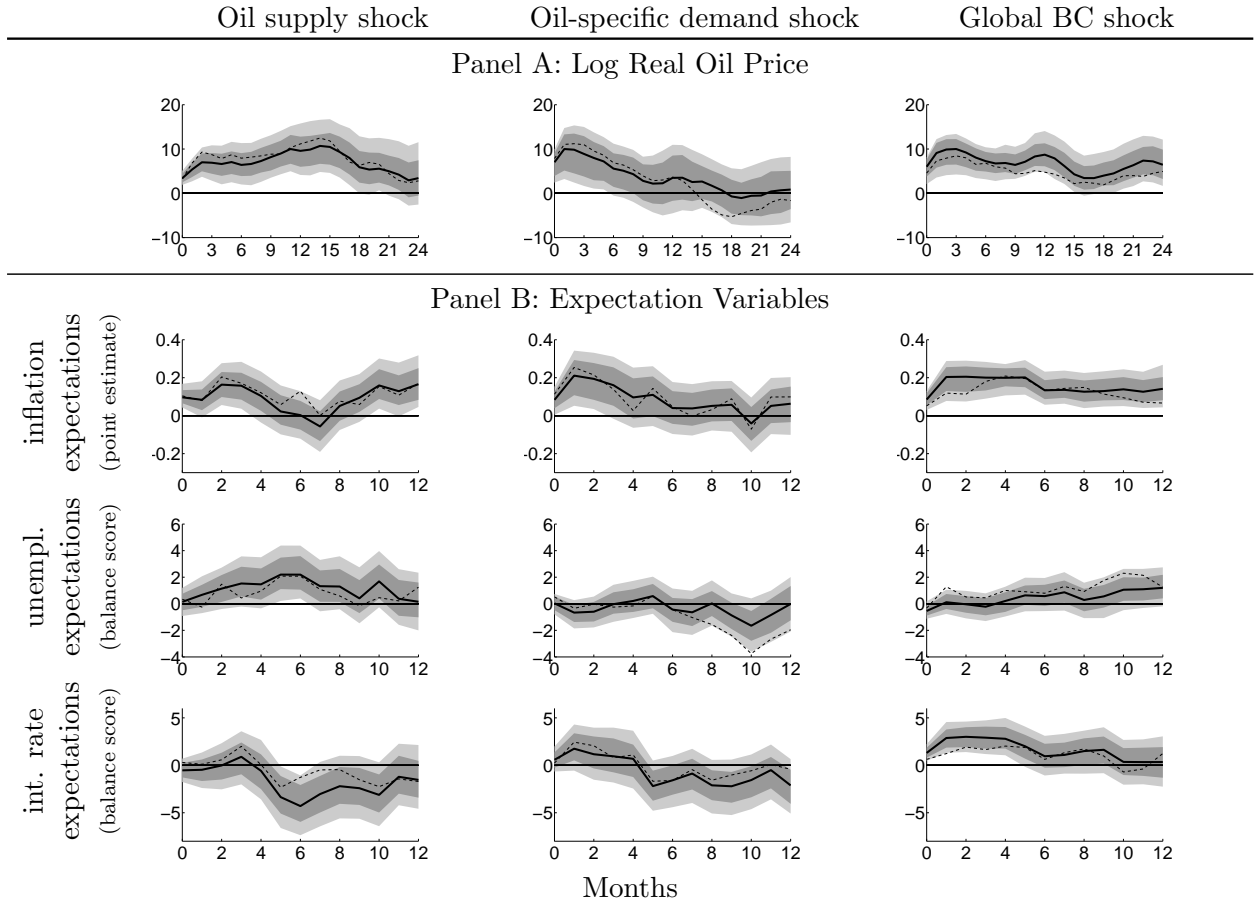 Oil supply shock Oil-specific demand shock Global BC shock
Panel A: Log Real Oil Price
20 20 20
10 10 10
0 0 0
−10 −10 −10
0 3 6 9 12 15 18 21 24 0 3 6 9 12 15 18 21 24 0 3 6 9 12 15 18 21 24
Panel B: Expectation Variables
inflation
expectations
(point estimate)
0.4 0.4 0.4
0.2 0.2 0.2
0 0 0
-0.2 -0.2 -0.2
0 2 4 6 8 10 12 0 2 4 6 8 10 12 0 2 4 6 8 10 12
unempl.
expectations
(balance score)
6 6 6
4 4 4
2 2 2
0 0 0
−2 −2 −2
−4 −4 −4
0 2 4 6 8 10 12 0 2 4 6 8 10 12 0 2 4 6 8 10 12
int. rate
expectations
(balance score)
5 5 5
0 0 0
−5 −5 −5
0 2 4 6 8 10 12 0 2 4 6 8 10 12 0 2 4 6 8 10 12
Months